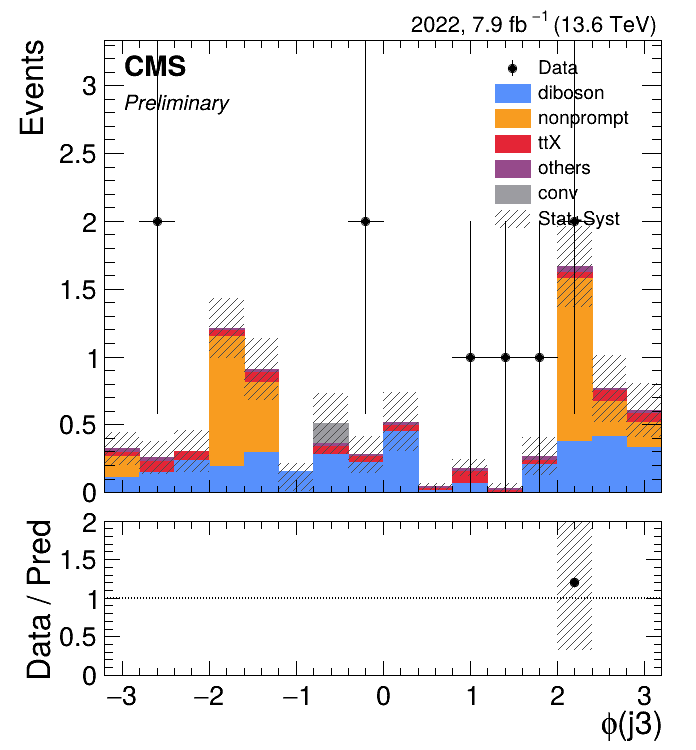 2022, 7.9 fb⁻¹ (13.6 TeV)
CMS
Preliminary
Data
diboson
nonprompt
ttX
others
conv
Stat+Syst
Events
3
2.5
2
1.5
1
0.5
0
Data / Pred
2
1.5
1
0.5
0
−3 −2 −1 0 1 2 3
ϕ(j3)